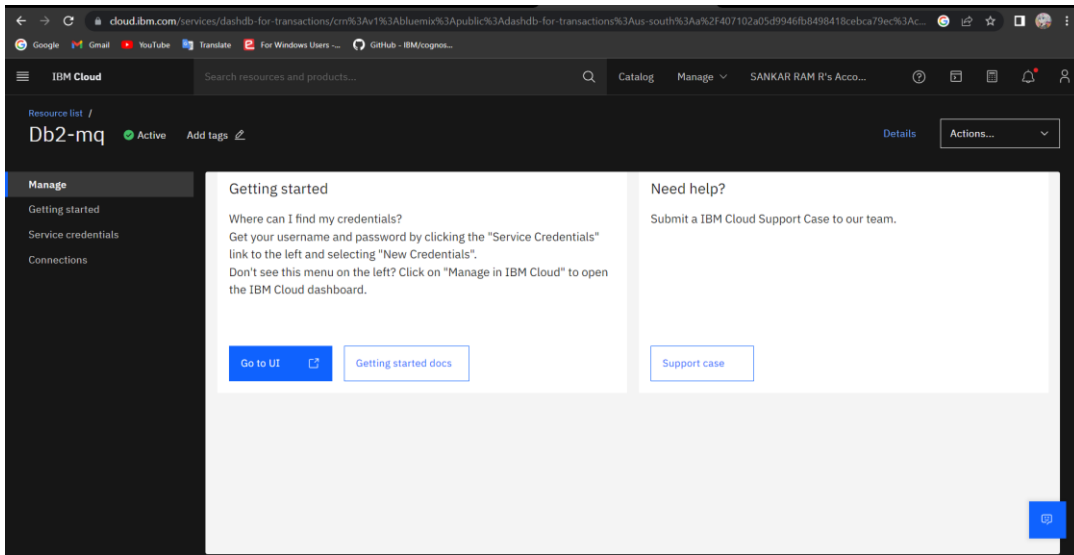 cloud.ibm.com/services/dashdb-for-transactions/crn%3Av1%3Abluemix%3Apublic%3Adashdb-for-transactions%3Aus-south%3Aa%2F407102a05d9946fb8498418cebca79ec%3Ac...
Google Gmail YouTube Translate For Windows Users -... GitHub - IBM/cognos...
IBM Cloud Search resources and products... Catalog Manage SANKAR RAM R's Acco...
Resource list /
Db2-mq Active Add tags Details Actions...
Manage
Getting started
Service credentials
Connections
Getting started
Where can I find my credentials?
Get your username and password by clicking the "Service Credentials"
link to the left and selecting "New Credentials".
Don't see this menu on the left? Click on "Manage in IBM Cloud" to open
the IBM Cloud dashboard.
Go to UI Getting started docs
Need help?
Submit a IBM Cloud Support Case to our team.
Support case